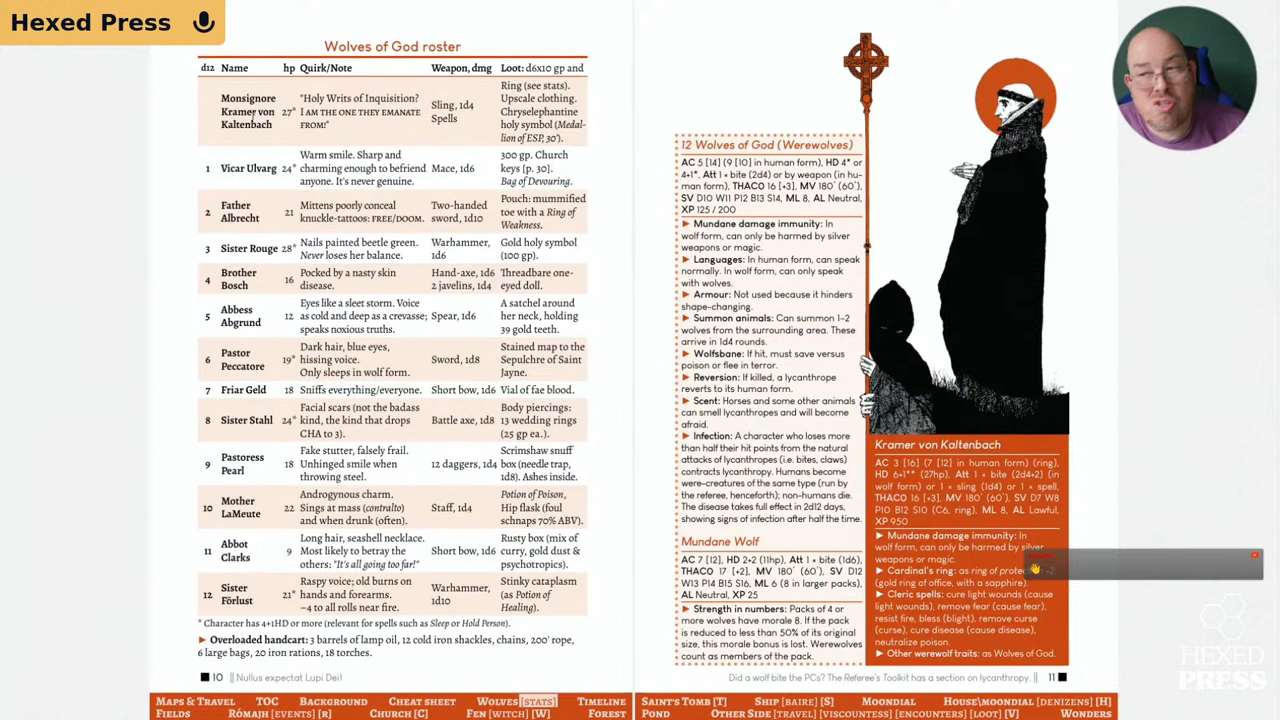 Hexed Press
Wolves of God roster
d12 Name hp Quirk/Note Weapon, dmg Loot: d6x10 gp and
Monsignore
Kramer von
Kaltenbach
27*
"Holy Writs of Inquisition?
I AM THE ONE THEY EMANATE
FROM!"
Sling, 1d4
Spells
Ring (see stats).
Upscale clothing.
Chryselephantine
holy symbol (Medal-
lion of ESP, 30').
1 Vicar Ulvarg 24*
Warm smile. Sharp and
charming enough to befriend
anyone. It's never genuine.
Mace, 1d6
300 gp. Church
keys [p. 30].
Bag of Devouring.
2 Father
Albrecht
21
Mittens poorly conceal
knuckle-tattoos: FREE/DOOM.
Two-handed
sword, 1d10
Pouch: mummified
toe with a Ring of
Weakness.
3 Sister Rouge 28*
Nails painted beetle green.
Never loses her balance.
Warhammer,
1d6
Gold holy symbol
(100 gp).
4 Brother
Bosch
16
Pocked by a nasty skin
disease.
Hand-axe, 1d6
2 javelins, 1d4
Threadbare one-
eyed doll.
5 Abbess
Abgrund
12
Eyes like a sleet storm. Voice
as cold and deep as a crevasse;
speaks noxious truths.
Spear, 1d6
A satchel around
her neck, holding
39 gold teeth.
6 Pastor
Peccatore
19*
Dark hair, blue eyes,
hissing voice.
Only sleeps in wolf form.
Sword, 1d8
Stained map to the
Sepulchre of Saint
Jayne.
7 Friar Geld 18 Sniffs everything/everyone. Short bow, 1d6 Vial of fae blood.
8 Sister Stahl 24*
Facial scars (not the badass
kind, the kind that drops
CHA to 3).
Battle axe, 1d8
Body piercings:
13 wedding rings
(25 gp ea.).
9 Pastoress
Pearl
18
Fake stutter, falsely frail.
Unhinged smile when
throwing steel.
12 daggers, 1d4
Scrimshaw snuff
box (needle trap,
1d8). Ashes inside.
10 Mother
LaMeute
22
Androgynous charm.
Sings at mass (contralto)
and when drunk (often).
Staff, 1d4
Potion of Poison,
Hip flask (foul
schnaps 70% ABV).
11 Abbot
Clarks
9
Long hair, seashell necklace.
Most likely to betray the
others: "It's all going too far!"
Short bow, 1d6
Rusty box (mix of
curry, gold dust &
psychotropics).
12 Sister
Förlust
21*
Raspy voice; old burns on
hands and forearms.
−4 to all rolls near fire.
Warhammer,
1d10
Stinky cataplasm
(as Potion of
Healing).
* Character has 4+1HD or more (relevant for spells such as Sleep or Hold Person).
► Overloaded handcart: 3 barrels of lamp oil, 12 cold iron shackles, chains, 200' rope,
6 large bags, 20 iron rations, 18 torches.
10 || Nullus expectat Lupi Dei!
12 Wolves of God (Werewolves)
AC 5 [14] (9 [10] in human form), HD 4* or
4+1*, Att 1 × bite (2d4) or by weapon (in hu-
man form), THAC0 16 [+3], MV 180' (60'),
SV D10 W11 P12 B13 S14, ML 8, AL Neutral,
XP 125 / 200
► Mundane damage immunity: In
wolf form, can only be harmed by silver
weapons or magic.
► Languages: In human form, can speak
normally. In wolf form, can only speak
with wolves.
► Armour: Not used because it hinders
shape-changing.
► Summon animals: Can summon 1–2
wolves from the surrounding area. These
arrive in 1d4 rounds.
► Wolfsbane: If hit, must save versus
poison or flee in terror.
► Reversion: If killed, a lycanthrope
reverts to its human form.
► Scent: Horses and some other animals
can smell lycanthropes and will become
afraid.
► Infection: A character who loses more
than half their hit points from the natural
attacks of lycanthropes (i.e. bites, claws)
contracts lycanthropy. Humans become
were-creatures of the same type (run by
the referee, henceforth); non-humans die.
The disease takes full effect in 2d12 days,
showing signs of infection after half the time.
Mundane Wolf
AC 7 [12], HD 2+2 (11hp), Att 1 × bite (1d6),
THAC0 17 [+2], MV 180' (60'), SV D12
W13 P14 B15 S16, ML 6 (8 in larger packs),
AL Neutral, XP 25
► Strength in numbers: Packs of 4 or
more wolves have morale 8. If the pack
is reduced to less than 50% of its original
size, this morale bonus is lost. Werewolves
count as members of the pack.
Kramer von Kaltenbach
AC 3 [16] (7 [12] in human form) (ring),
HD 6+1** (27hp), Att 1 × bite (2d4+2) (in
wolf form) or 1 × sling (1d4) or 1 × spell,
THAC0 16 [+3], MV 180' (60'), SV D7 W8
P10 B12 S10 (C6, ring), ML 8, AL Lawful,
XP 950
► Mundane damage immunity: In
wolf form, can only be harmed by silver
weapons or magic.
► Cardinal's ring: as ring of +2.
(gold ring of office, with a sapphire).
► Cleric spells: cure light wounds (cause
light wounds), remove fear (cause fear),
resist fire, bless (blight), remove curse
(curse), cure disease (cause disease),
neutralize poison.
► Other werewolf traits: as Wolves of God.
Did a wolf bite the PCs? The Referee's Toolkit has a section on lycanthropy. || 11
HEXED
PRESS
MAPS & TRAVEL TOC BACKGROUND CHEAT SHEET WOLVES [STATS] TIMELINE
FIELDS RÓMAJH [EVENTS] [R] CHURCH [C] FEN [WITCH] [W] FOREST
SAINT'S TOMB [T] SHIP [BAIRE] [S] MOONDIAL HOUSE\MOONDIAL [DENIZENS] [H]
POND OTHER SIDE [TRAVEL] [VISCOUNTESS] [ENCOUNTERS] [LOOT] [V] WONDERS